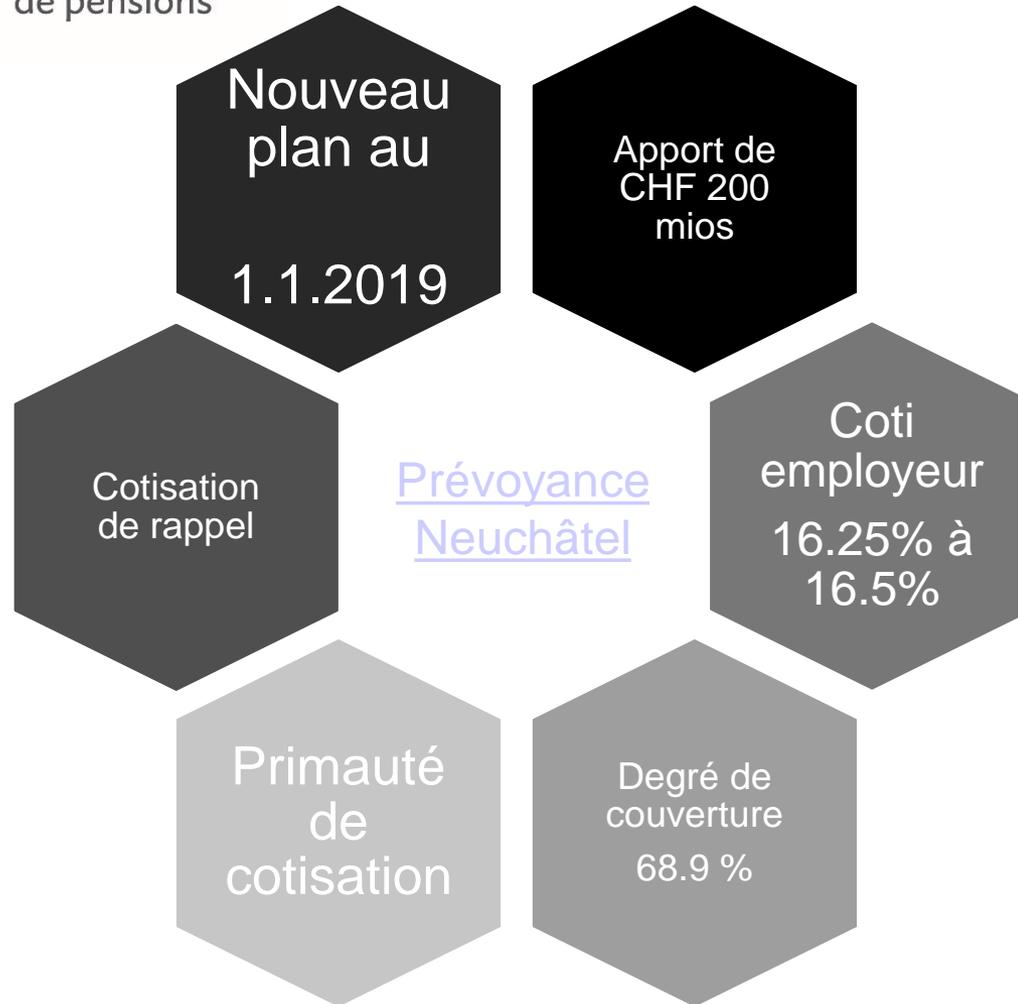 de pensions
Nouveau
plan au
1.1.2019
Apport de
CHF 200
mios
Cotisation
de rappel
Prévoyance
Neuchâtel
Coti
employeur
16.25% à
16.5%
Primauté
de
cotisation
Degré de
couverture
68.9 %